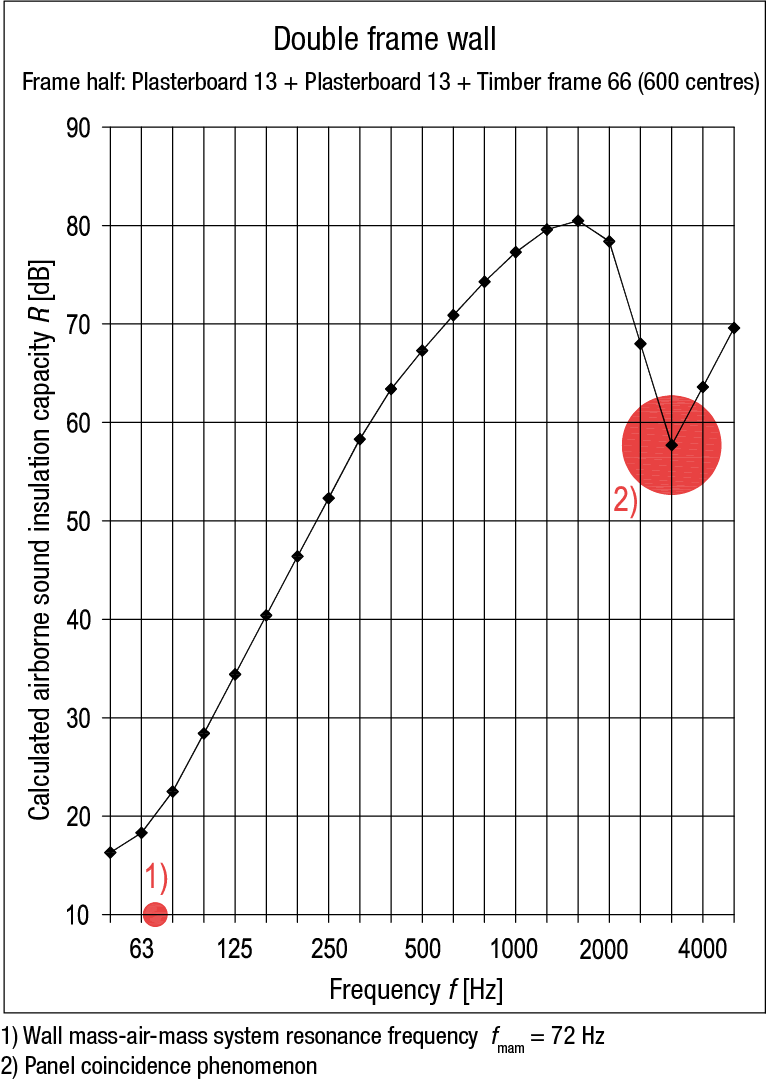 Double frame wall
Frame half: Plasterboard 13 + Plasterboard 13 + Timber frame 66 (600 centres)
Calculated airborne sound insulation capacity R [dB]
90
80
70
60
50
40
30
20
10
2)
1)
63 125 250 500 1000 2000 4000
Frequency f [Hz]
1) Wall mass-air-mass system resonance frequency fmam = 72 Hz
2) Panel coincidence phenomenon